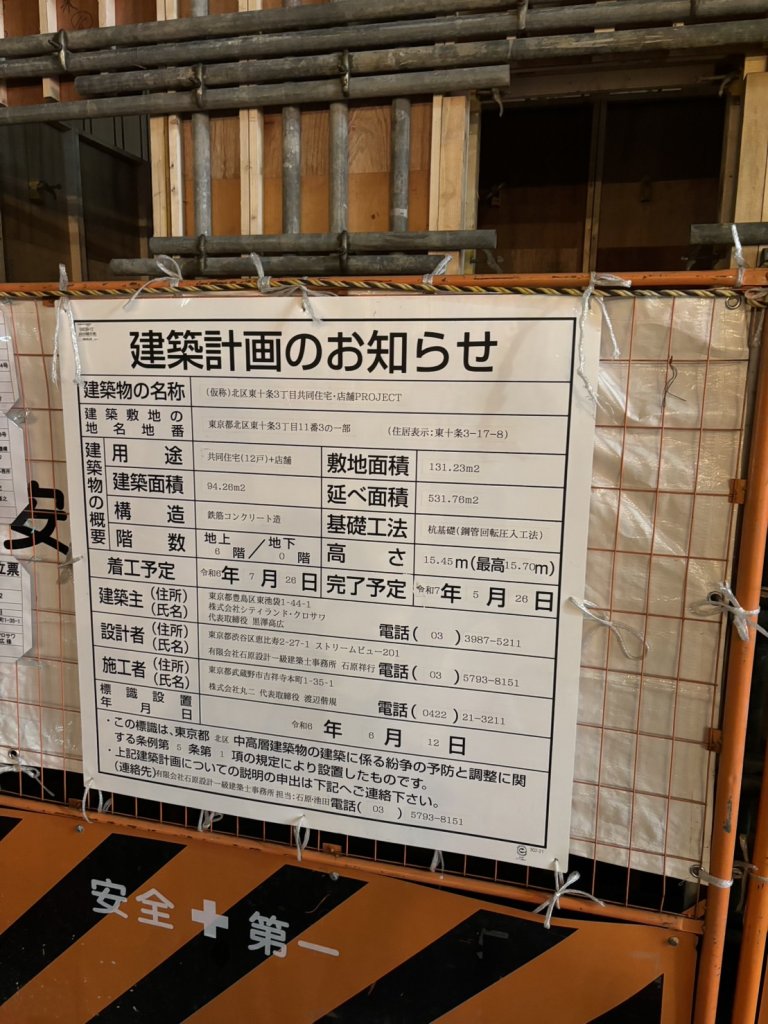 建築計画のお知らせ
建築物の名称 (仮称)北区東十条3丁目共同住宅・店舗PROJECT
建築敷地の地名地番 東京都北区東十条3丁目11番3の一部 (住居表示:東十条3-17-8)
建築物の概要
用途 共同住宅(12戸)+店舗 敷地面積 131.23m2
建築面積 94.26m2 延べ面積 531.76m2
構造 鉄筋コンクリート造 基礎工法 杭基礎(鋼管回転圧入工法)
階数 地上6階/地下0階 高さ 15.45m(最高15.70m)
着工予定 令和6年7月26日 完了予定 令和7年5月26日
建築主(住所)(氏名) 東京都豊島区東池袋1-44-1
株式会社シティランド・クロサワ
代表取締役 黒澤高広 電話(03)3987-5211
設計者(住所)(氏名) 東京都渋谷区恵比寿2-27-1 ストリームビュー201
有限会社石原設計一級建築士事務所 石原祥行 電話(03)5793-8151
施工者(住所)(氏名) 東京都武蔵野市吉祥寺本町1-35-1
株式会社丸二 代表取締役 渡辺偕規 電話(0422)21-3211
標識設置年月日 令和6年6月12日
・この標識は、東京都 北区 中高層建築物の建築に係る紛争の予防と調整に関
する条例第5条第1項の規定により設置したものです。
・上記建築計画についての説明の申出は下記へご連絡下さい。
(連絡先)有限会社石原設計一級建築士事務所 担当:石原・池田 電話(03)5793-8151
安全+第一